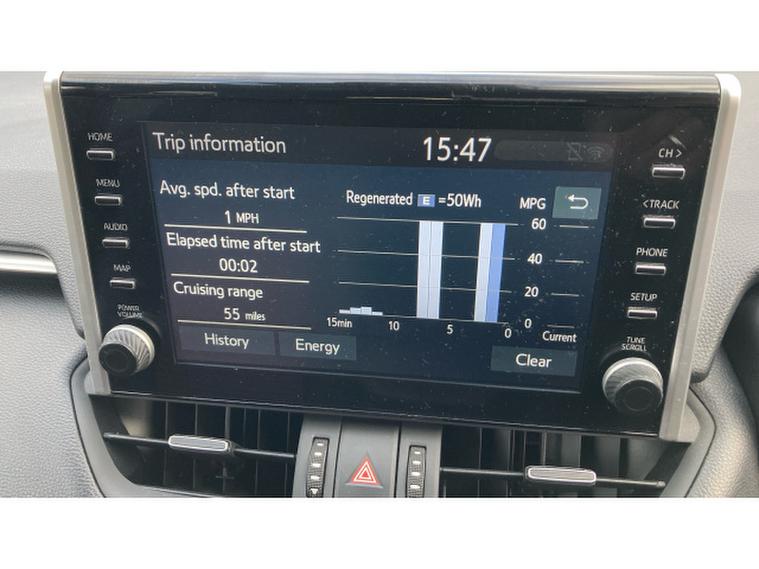 HOME
MENU
AUDIO
MAP
POWER
VOLUME
Trip information
15:47
Avg. spd. after start
1 MPH
Elapsed time after start
00:02
Cruising range
55 miles
Regenerated E =50Wh
MPG
60
40
20
0
15min 10 5 0
Current
History
Energy
Clear
CH >
< TRACK
PHONE
SETUP
TUNE
SCROLL